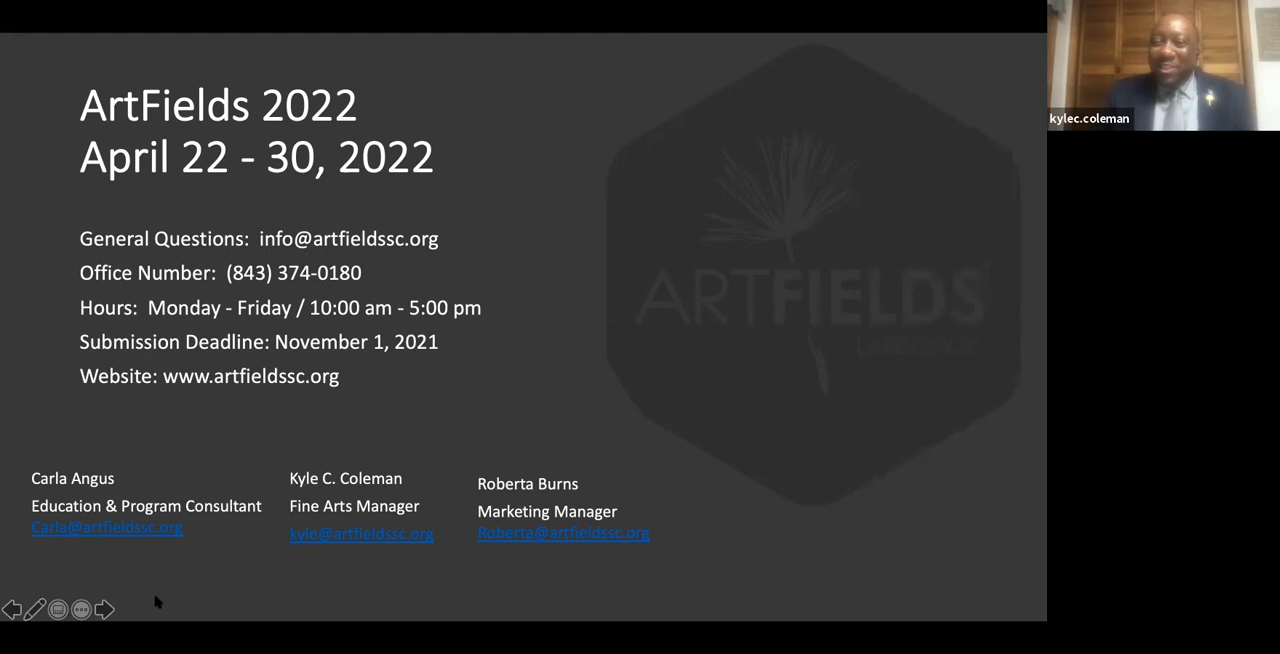 ArtFields 2022
April 22 - 30, 2022
General Questions:  info@artfieldssc.org
Office Number:  (843) 374-0180
Hours:  Monday - Friday / 10:00 am - 5:00 pm
Submission Deadline: November 1, 2021
Website: www.artfieldssc.org
ARTFIELDS
Carla Angus
Education & Program Consultant
Carla@artfieldssc.org
Kyle C. Coleman
Fine Arts Manager
kyle@artfieldssc.org
Roberta Burns
Marketing Manager
Roberta@artfieldssc.org
kylec.coleman